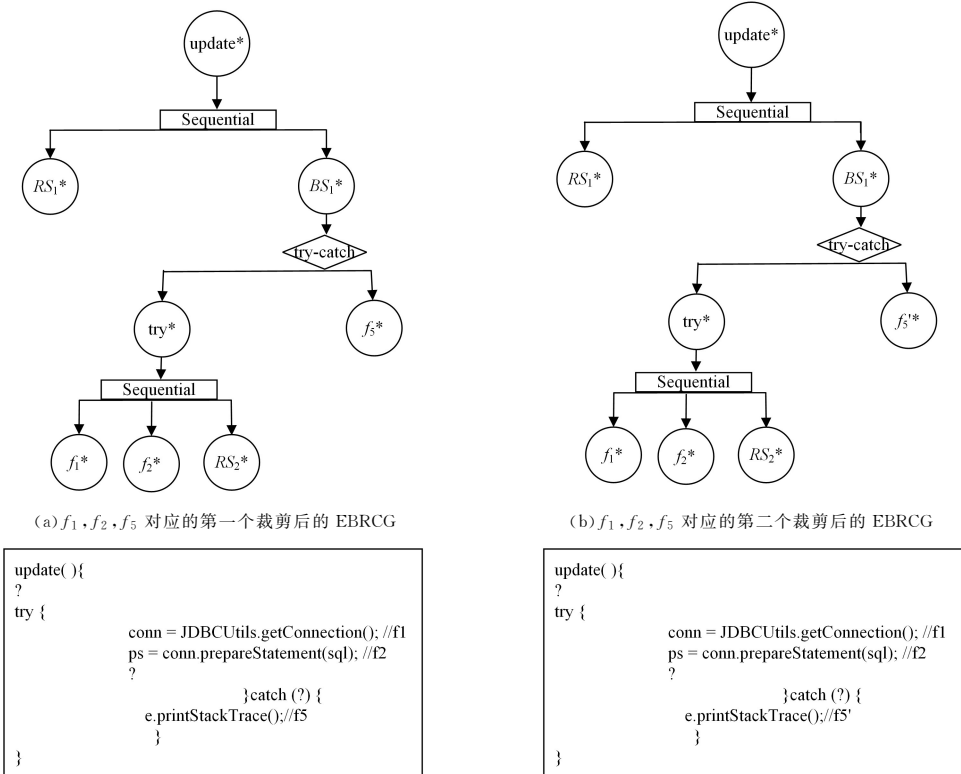 update*
Sequential
RS₁*
BS₁*
try-catch
try*
f₅*
Sequential
f₁*
f₂*
RS₂*
(a)f₁,f₂,f₅ 对应的第一个裁剪后的 EBRCG
update( ){
?
try {
conn = JDBCUtils.getConnection(); //f1
ps = conn.prepareStatement(sql); //f2
?
}catch (?) {
e.printStackTrace();//f5
}
}
update*
Sequential
RS₁*
BS₁*
try-catch
try*
f₅'*
Sequential
f₁*
f₂*
RS₂*
(b)f₁,f₂,f₅ 对应的第二个裁剪后的 EBRCG
update( ){
?
try {
conn = JDBCUtils.getConnection(); //f1
ps = conn.prepareStatement(sql); //f2
?
}catch (?) {
e.printStackTrace();//f5'
}
}